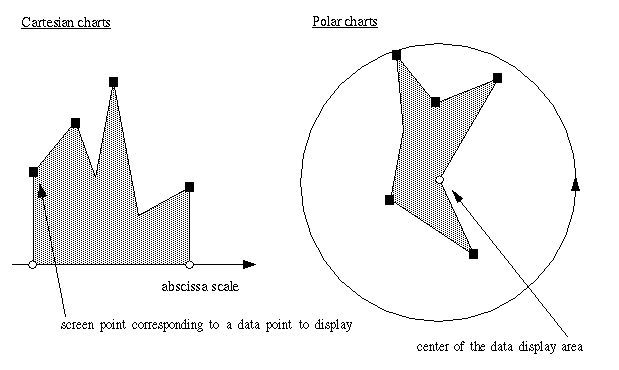 Cartesian charts
Polar charts
abscissa scale
screen point corresponding to a data point to display
center of the data display area